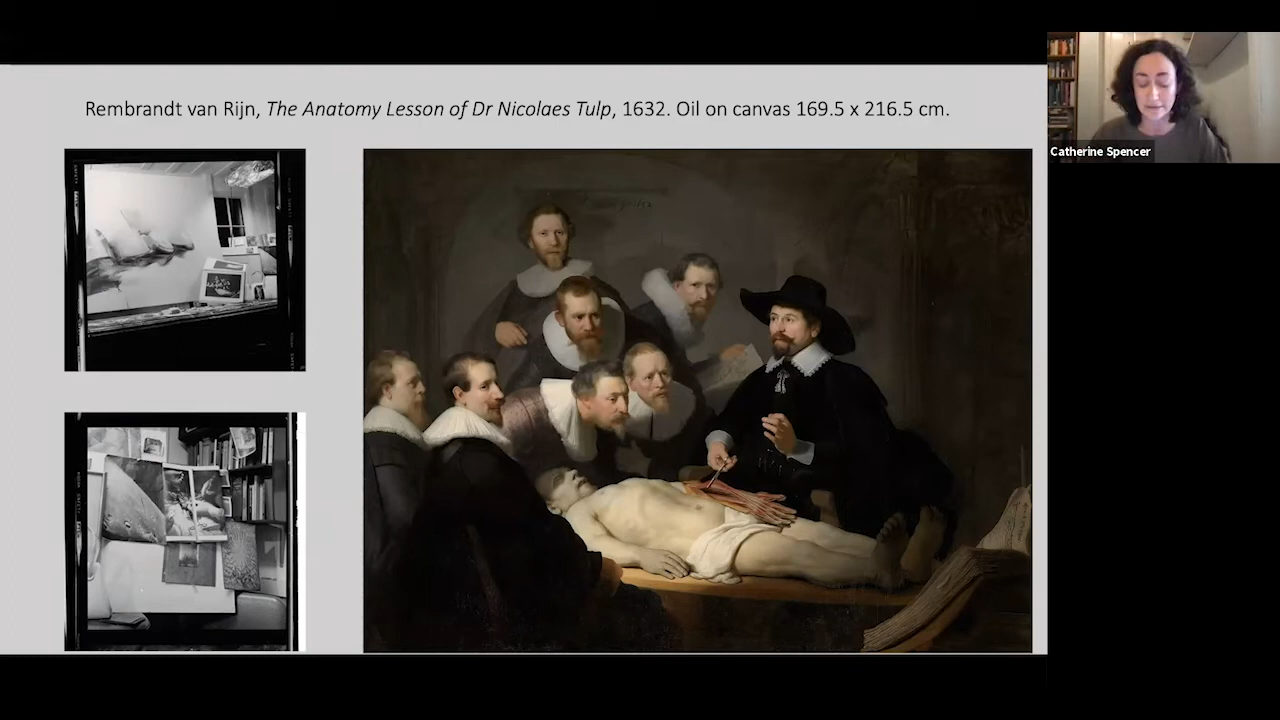 Rembrandt van Rijn, The Anatomy Lesson of Dr Nicolaes Tulp, 1632. Oil on canvas 169.5 x 216.5 cm.
Catherine Spencer